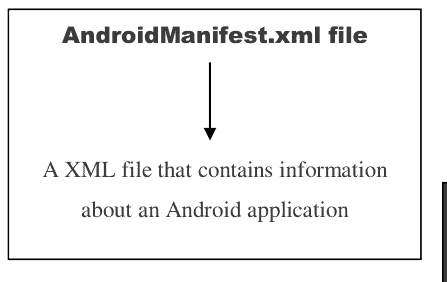 AndroidManifest.xml file
A XML file that contains information
about an Android application